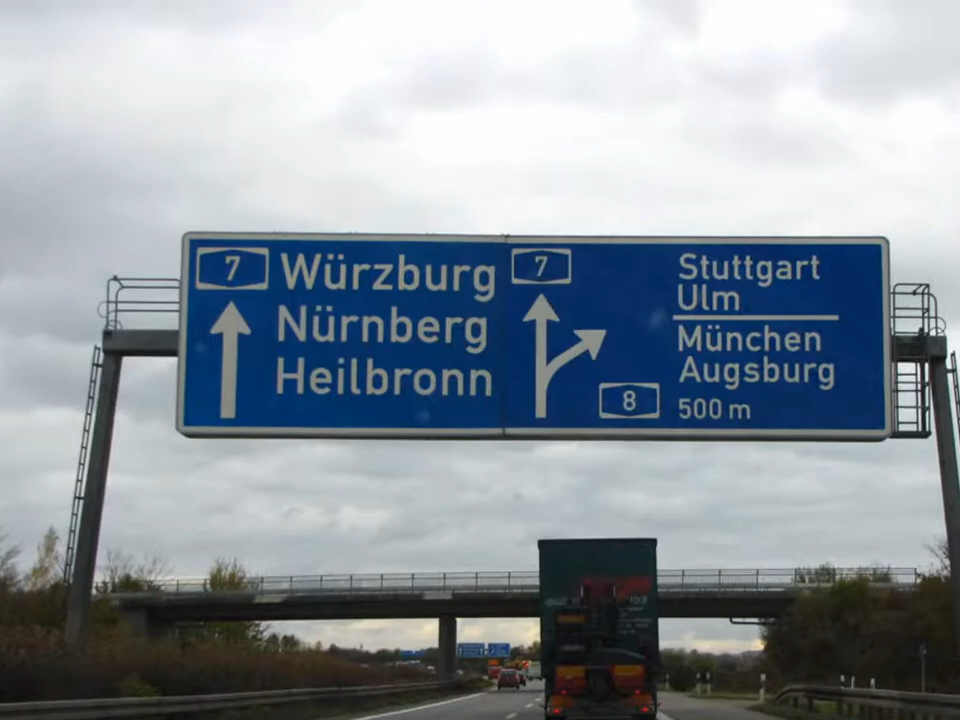 7
Würzburg
Nürnberg
Heilbronn
7
8
Stuttgart
Ulm
München
Augsburg
500 m